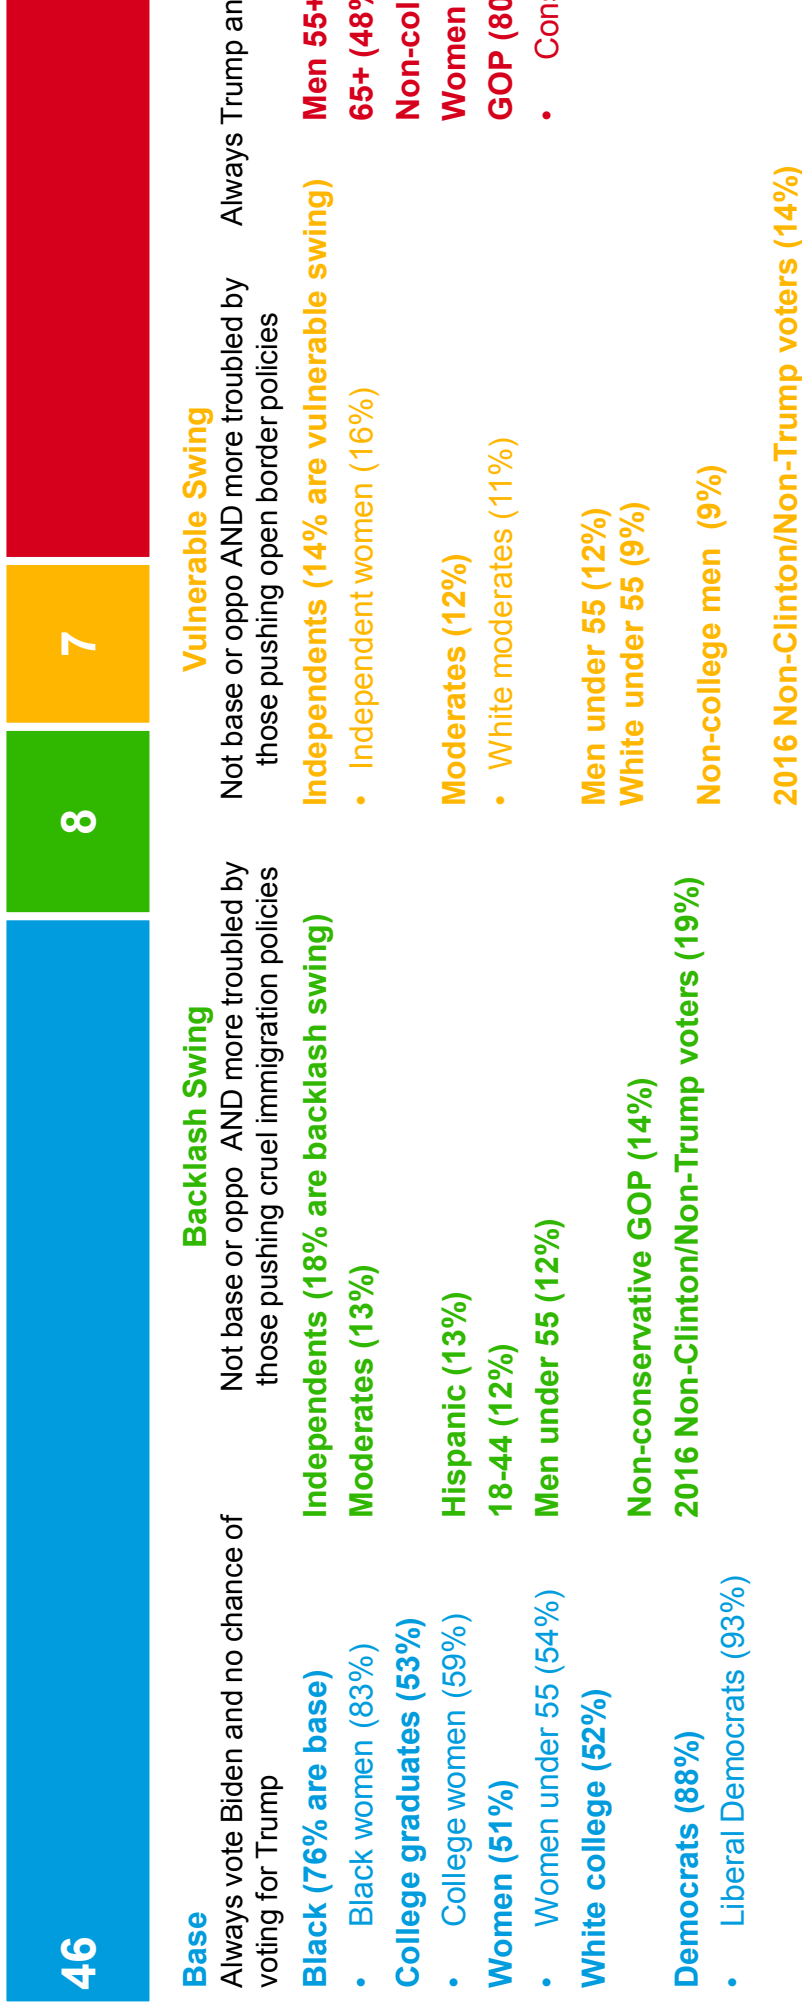 46
8
7
Base
Always vote Biden and no chance of
voting for Trump
Black (76% are base)
• Black women (83%)
College graduates (53%)
• College women (59%)
Women (51%)
• Women under 55 (54%)
White college (52%)
Democrats (88%)
• Liberal Democrats (93%)
Backlash Swing
Not base or oppo AND more troubled by
those pushing cruel immigration policies
Independents (18% are backlash swing)
Moderates (13%)
Hispanic (13%)
18-44 (12%)
Men under 55 (12%)
Non-conservative GOP (14%)
2016 Non-Clinton/Non-Trump voters (19%)
Vulnerable Swing
Not base or oppo AND more troubled by
those pushing open border policies
Independents (14% are vulnerable swing)
• Independent women (16%)
Moderates (12%)
• White moderates (11%)
Men under 55 (12%)
White under 55 (9%)
Non-college men (9%)
2016 Non-Clinton/Non-Trump voters (14%)
Always Trump an
Men 55+
65+ (48%
Non-col
Women
GOP (80
• Cons